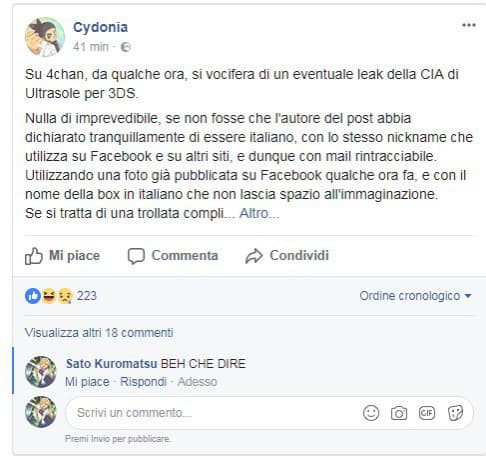 Cydonia
41 min ·
Su 4chan, da qualche ora, si vocifera di un eventuale leak della CIA di
Ultrasole per 3DS.
Nulla di imprevedibile, se non fosse che l'autore del post abbia
dichiarato tranquillamente di essere italiano, con lo stesso nickname che
utilizza su Facebook e su altri siti, e dunque con mail rintracciabile.
Utilizzando una foto già pubblicata su Facebook qualche ora fa, e con il
nome della box in italiano che non lascia spazio all'immaginazione.
Se si tratta di una trollata compli... Altro...
Mi piace Commenta Condividi
223 Ordine cronologico
Visualizza altri 18 commenti
Sato Kuromatsu BEH CHE DIRE
Mi piace · Rispondi · Adesso
Scrivi un commento... GIF
Premi Invio per pubblicare.